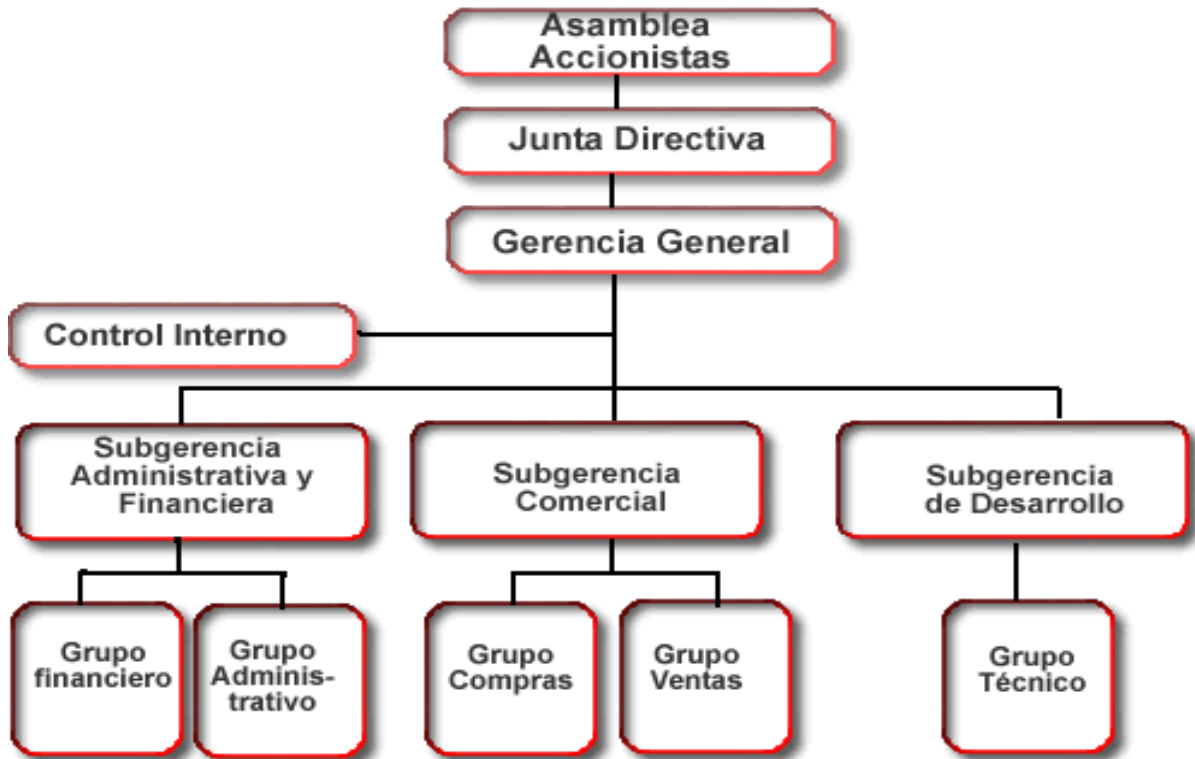 Asamblea
Accionistas
Junta Directiva
Gerencia General
Control Interno
Subgerencia
Administrativa y
Financiera
Subgerencia
Comercial
Subgerencia
de Desarrollo
Grupo
financiero
Grupo
Adminis-
trativo
Grupo
Compras
Grupo
Ventas
Grupo
Técnico